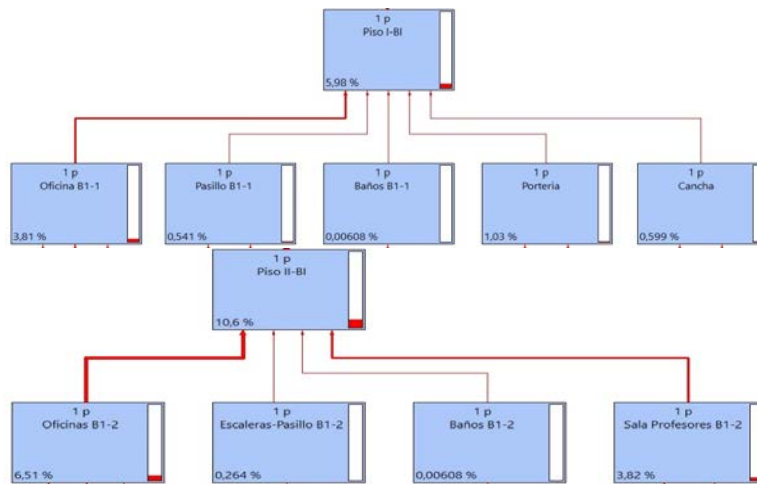 1 p
Piso I-BI
5,98 %
1 p
Oficina B1-1
3,81 %
1 p
Pasillo B1-1
0,541 %
1 p
Baños B1-1
0,00608 %
1 p
Porteria
1,03 %
1 p
Cancha
0,599 %
1 p
Piso II-BI
10,6 %
1 p
Oficinas B1-2
6,51 %
1 p
Escaleras-Pasillo B1-2
0,264 %
1 p
Baños B1-2
0,00608 %
1 p
Sala Profesores B1-2
3,82 %